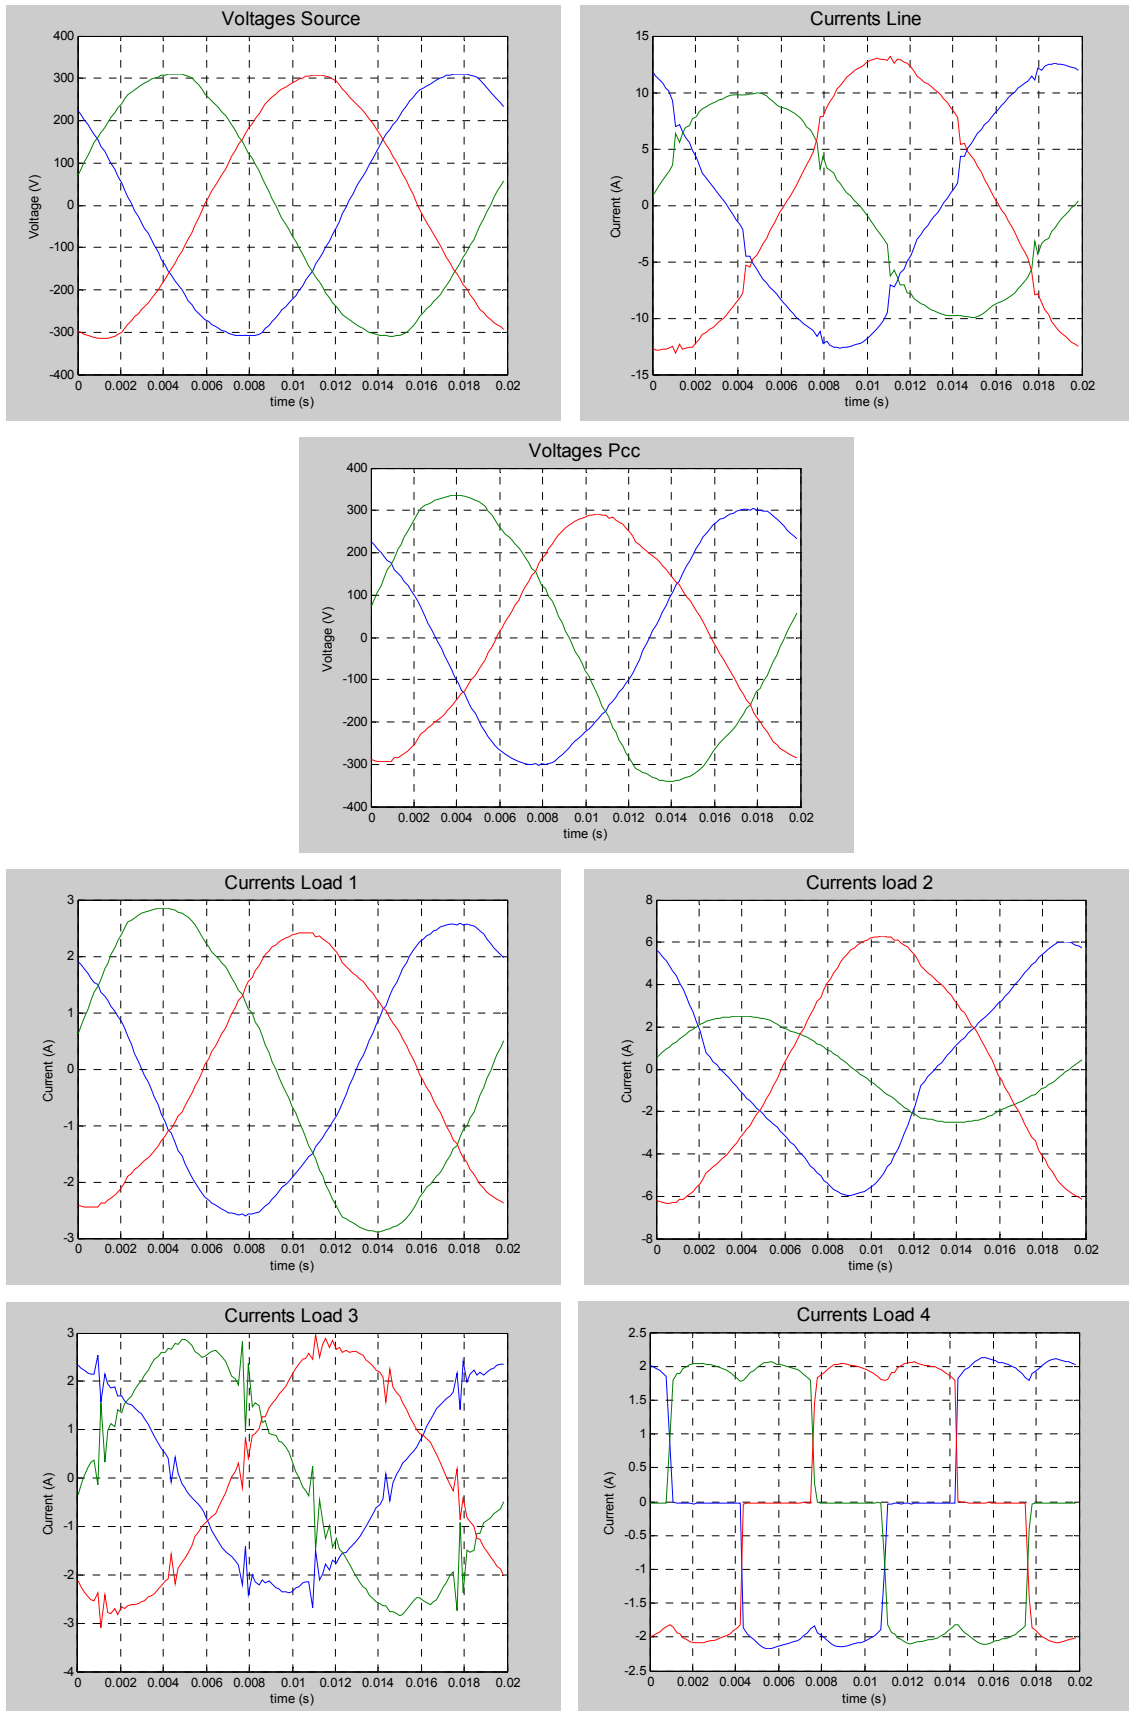 Voltages Source
400
300
200
100
0
-100
-200
-300
-400
Voltage (V)
0 0.002 0.004 0.006 0.008 0.01 0.012 0.014 0.016 0.018 0.02
time (s)
Currents Line
15
10
5
0
-5
-10
-15
Current (A)
0 0.002 0.004 0.006 0.008 0.01 0.012 0.014 0.016 0.018 0.02
time (s)
Voltages Pcc
400
300
200
100
0
-100
-200
-300
-400
Voltage (V)
0 0.002 0.004 0.006 0.008 0.01 0.012 0.014 0.016 0.018 0.02
time (s)
Currents Load 1
3
2
1
0
-1
-2
-3
Current (A)
0 0.002 0.004 0.006 0.008 0.01 0.012 0.014 0.016 0.018 0.02
time (s)
Currents load 2
8
6
4
2
0
-2
-4
-6
-8
Current (A)
0 0.002 0.004 0.006 0.008 0.01 0.012 0.014 0.016 0.018 0.02
time (s)
Currents Load 3
3
2
1
0
-1
-2
-3
-4
Current (A)
0 0.002 0.004 0.006 0.008 0.01 0.012 0.014 0.016 0.018 0.02
time (s)
Currents Load 4
2.5
2
1.5
1
0.5
0
-0.5
-1
-1.5
-2
-2.5
Current (A)
0 0.002 0.004 0.006 0.008 0.01 0.012 0.014 0.016 0.018 0.02
time (s)